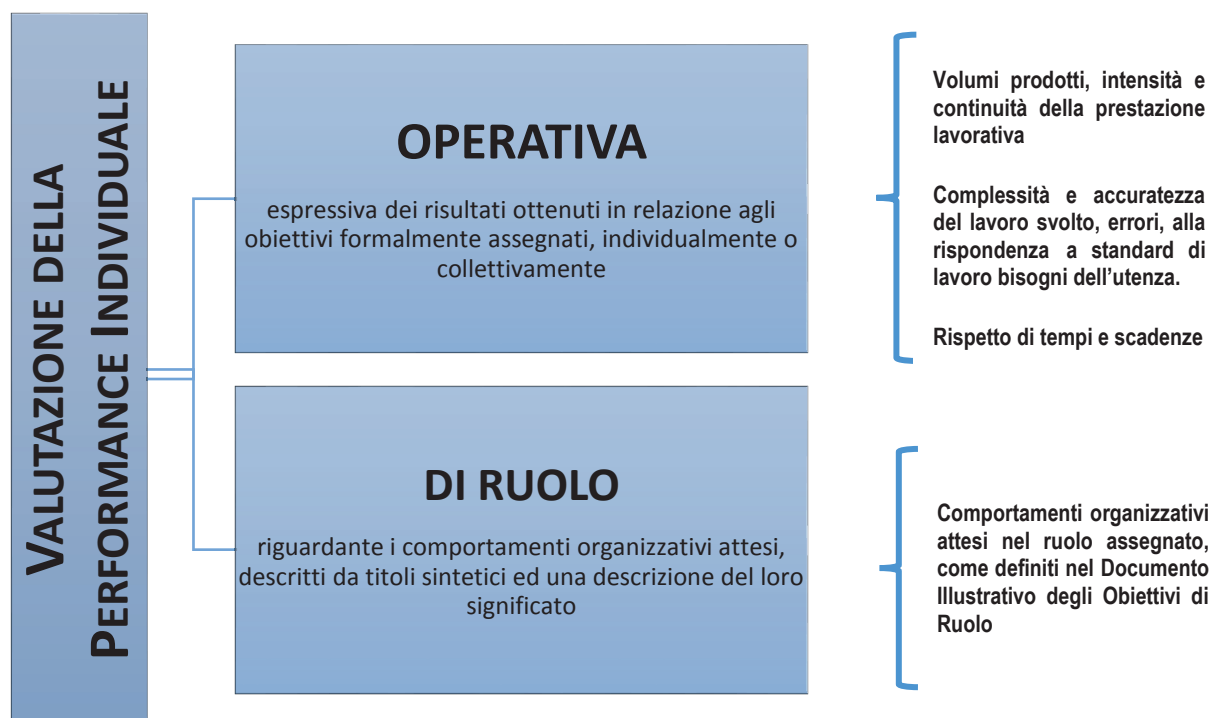 VALUTAZIONE DELLA
PERFORMANCE INDIVIDUALE
OPERATIVA
espressiva dei risultati ottenuti in relazione agli
obiettivi formalmente assegnati, individualmente o
collettivamente
Volumi prodotti, intensità e
continuità della prestazione
lavorativa
Complessità e accuratezza
del lavoro svolto, errori, alla
rispondenza a standard di
lavoro bisogni dell’utenza.
Rispetto di tempi e scadenze
DI RUOLO
riguardante i comportamenti organizzativi attesi,
descritti da titoli sintetici ed una descrizione del loro
significato
Comportamenti organizzativi
attesi nel ruolo assegnato,
come definiti nel Documento
Illustrativo degli Obiettivi di
Ruolo